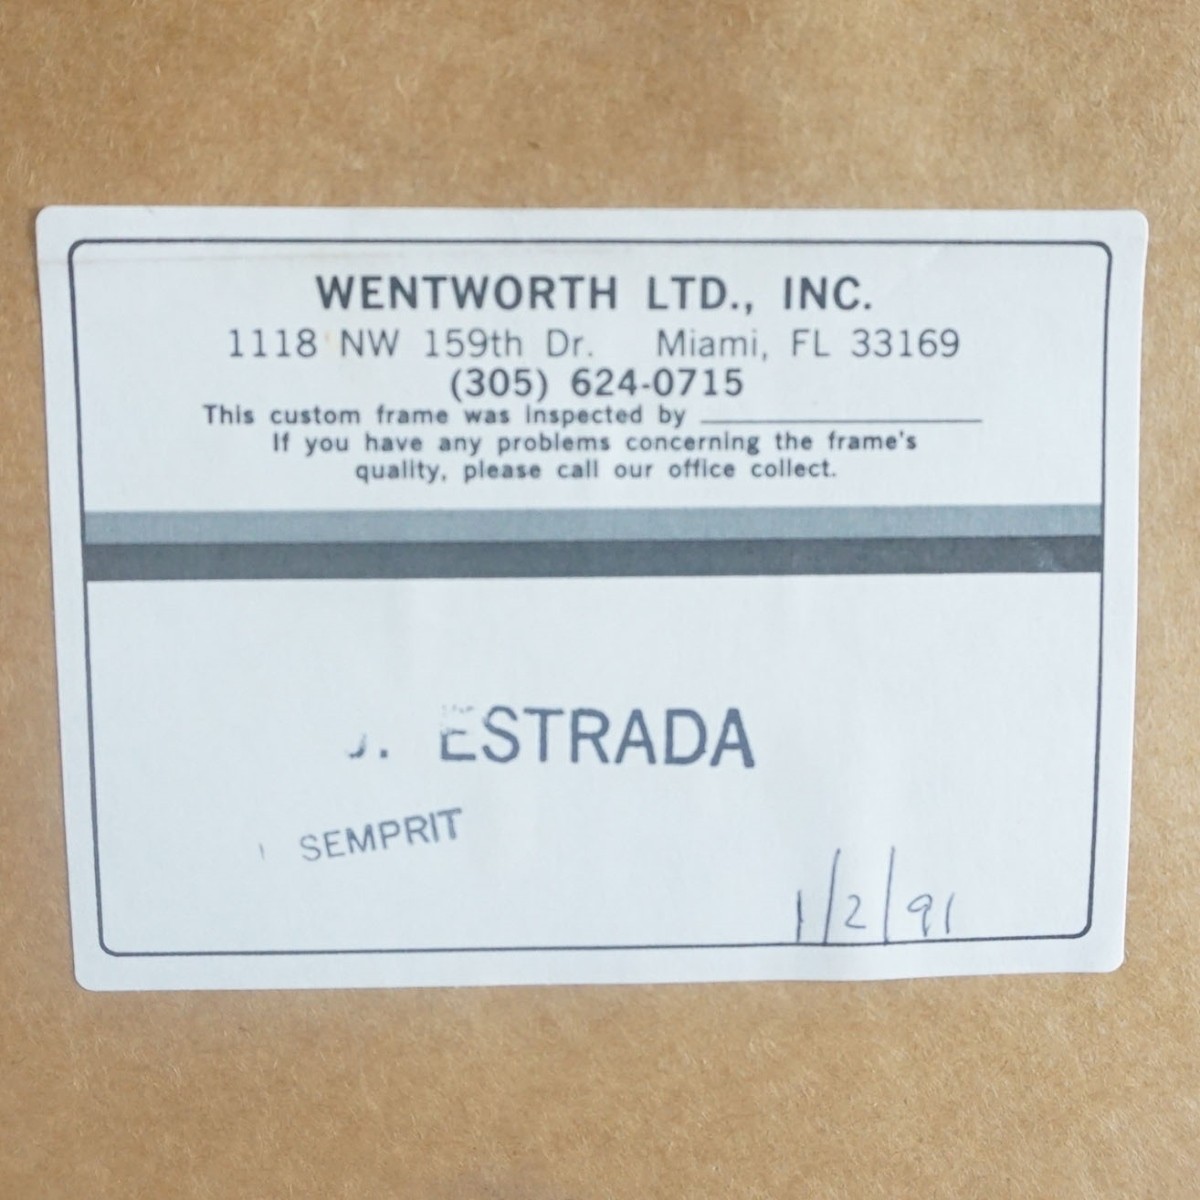 WENTWORTH LTD., INC.
1118 NW 159th Dr. Miami, FL 33169
(305) 624-0715
This custom frame was inspected by
If you have any problems concerning the frame's
quality, please call our office collect.
J. ESTRADA
SEMPRIT
1/2/91